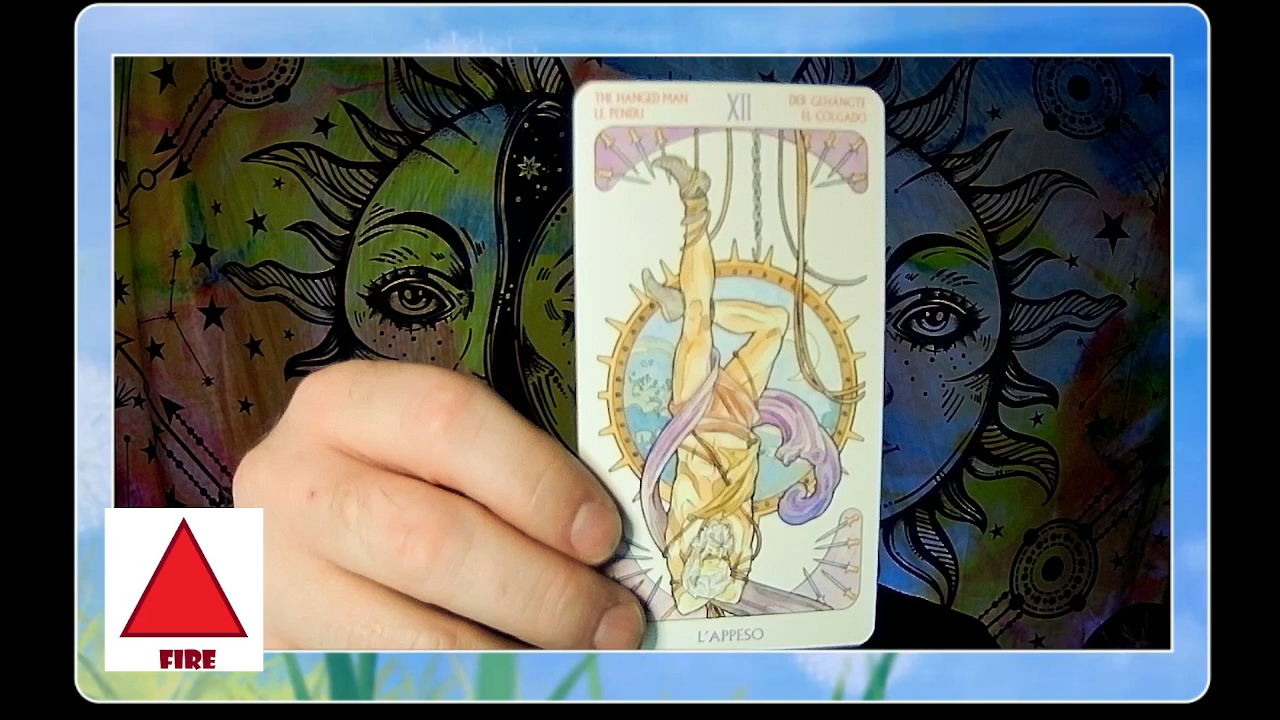 THE HANGED MAN
LE PENDU
XII
DER GEHÄNGTE
EL COLGADO
L'APPESO
FIRE